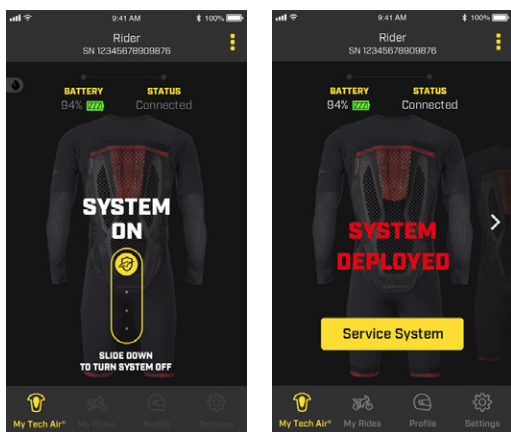 9:41 AM
100%
Rider
SN 12345678909876
BATTERY
STATUS
94%
Connected
SYSTEM
ON
SLIDE DOWN
TO TURN SYSTEM OFF
My Tech Air®
My Rides
Profile
Settings
9:41 AM
100%
Rider
SN 12345678909876
BATTERY
STATUS
94%
Connected
SYSTEM
DEPLOYED
Service System
My Tech Air®
My Rides
Profile
Settings